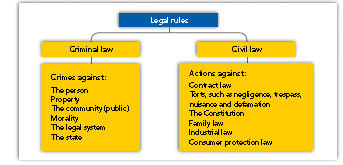 Legal rules
Criminal law
Civil law
Crimes against:
The person
Property
The community (public)
Morality
The legal system
The state
Actions against:
Contract law
Torts, such as negligence, trespass,
nuisance and defamation
The Constitution
Family law
Industrial law
Consumer protection law